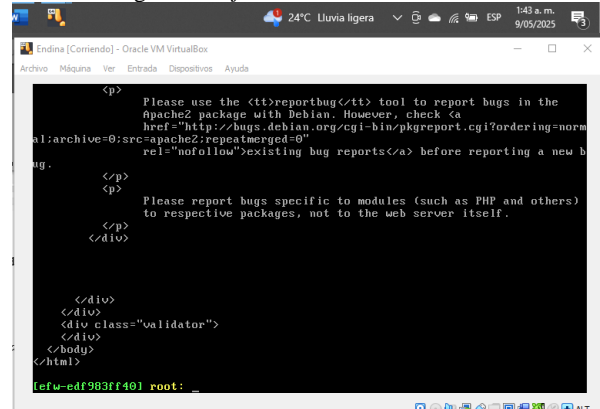 1:43 a. m.
24°C Lluvia ligera
ESP
9/05/2025
3
Endina [Corriendo] - Oracle VM VirtualBox
Archivo Máquina Ver Entrada Dispositivos Ayuda
<p>
Please use the <tt>reportbug</tt> tool to report bugs in the
Apache2 package with Debian. However, check <a
href="http://bugs.debian.org/cgi-bin/pkgreport.cgi?ordering=norm
al;archive=0;src=apache2;repeatmerged=0"
rel="nofollow">existing bug reports</a> before reporting a new b
ug.
</p>
<p>
Please report bugs specific to modules (such as PHP and others)
to respective packages, not to the web server itself.
</p>
</div>
</div>
</div>
<div class="validator">
</div>
</body>
</html>
[efw-edf983ff40] root: _